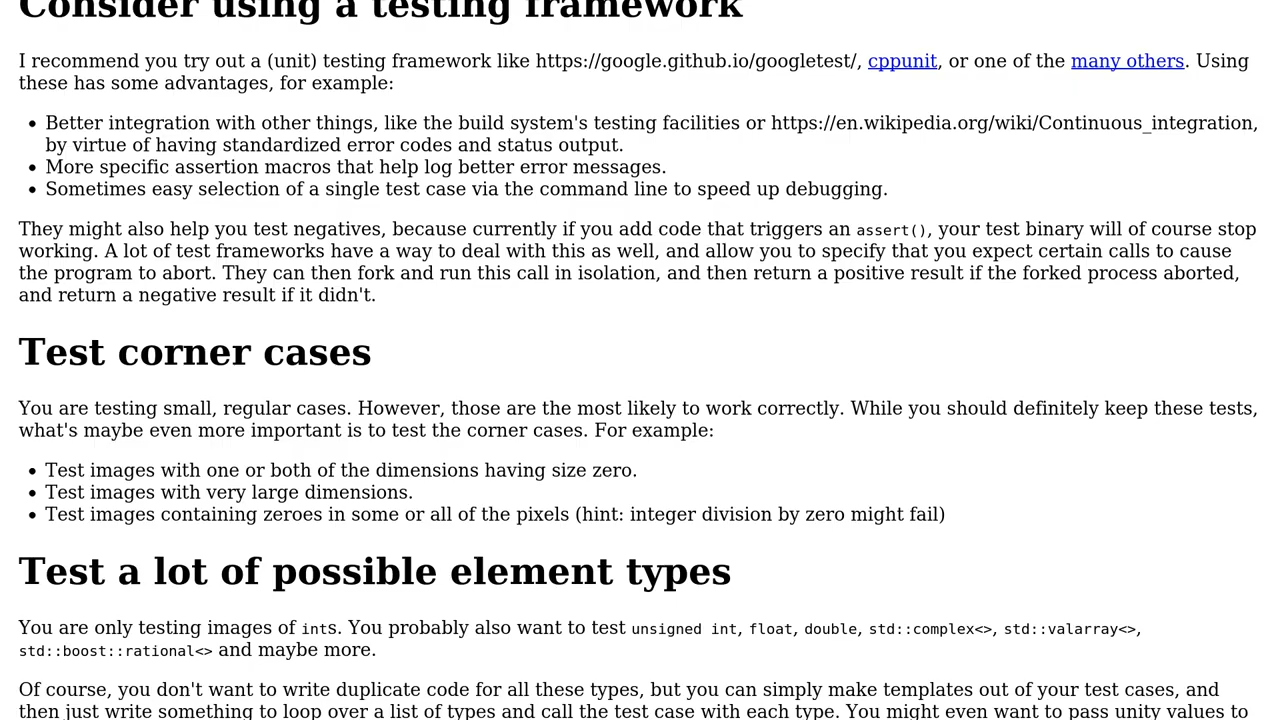 Consider using a testing framework
I recommend you try out a (unit) testing framework like https://google.github.io/googletest/, cppunit, or one of the many others. Using
these has some advantages, for example:
• Better integration with other things, like the build system's testing facilities or https://en.wikipedia.org/wiki/Continuous_integration,
by virtue of having standardized error codes and status output.
• More specific assertion macros that help log better error messages.
• Sometimes easy selection of a single test case via the command line to speed up debugging.
They might also help you test negatives, because currently if you add code that triggers an assert(), your test binary will of course stop
working. A lot of test frameworks have a way to deal with this as well, and allow you to specify that you expect certain calls to cause
the program to abort. They can then fork and run this call in isolation, and then return a positive result if the forked process aborted,
and return a negative result if it didn't.
Test corner cases
You are testing small, regular cases. However, those are the most likely to work correctly. While you should definitely keep these tests,
what's maybe even more important is to test the corner cases. For example:
• Test images with one or both of the dimensions having size zero.
• Test images with very large dimensions.
• Test images containing zeroes in some or all of the pixels (hint: integer division by zero might fail)
Test a lot of possible element types
You are only testing images of ints. You probably also want to test unsigned int, float, double, std::complex<>, std::valarray<>,
std::boost::rational<> and maybe more.
Of course, you don't want to write duplicate code for all these types, but you can simply make templates out of your test cases, and
then just write something to loop over a list of types and call the test case with each type. You might even want to pass unity values to